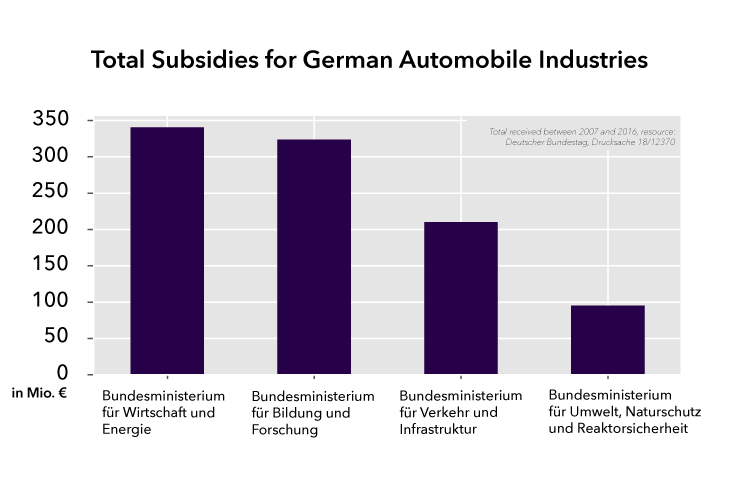 Total Subsidies for German Automobile Industries
Total received between 2007 and 2016, resource:
Deutscher Bundestag, Drucksache 18/12370
350
300
250
200
150
100
50
0
in Mio. €
Bundesministerium
für Wirtschaft und
Energie
Bundesministerium
für Bildung und
Forschung
Bundesministerium
für Verkehr und
Infrastruktur
Bundesministerium
für Umwelt, Naturschutz
und Reaktorsicherheit